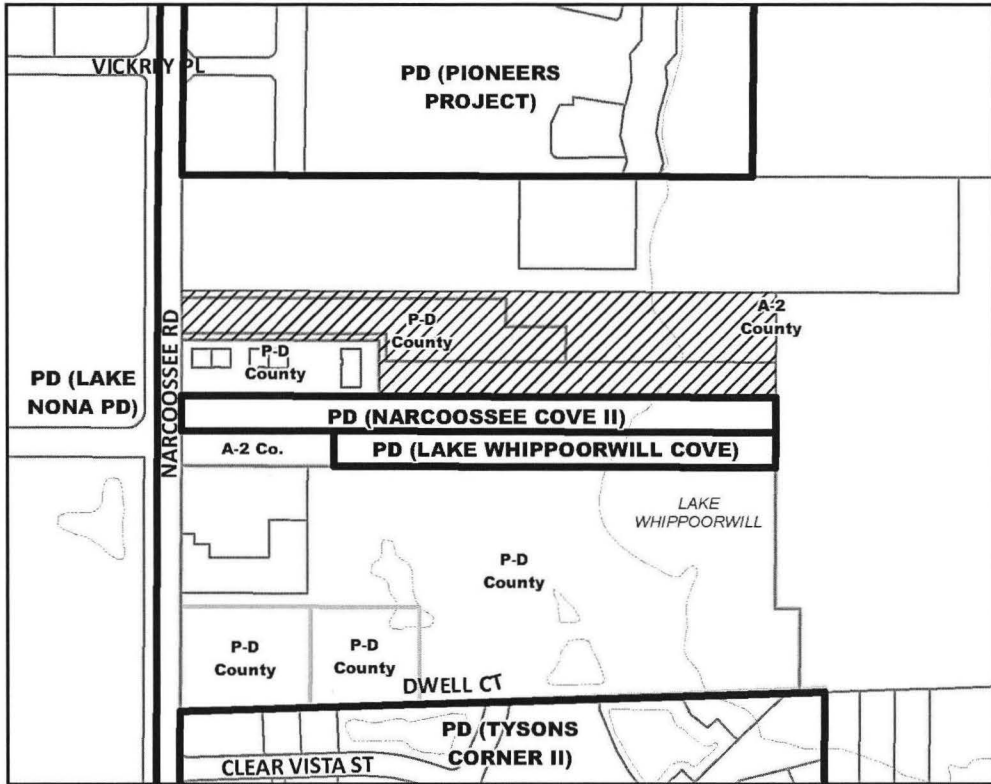 VICKREY PL
PD (PIONEERS
PROJECT)
A-2
County
P-D
County
P-D
County
NARCOOSSEE RD
PD (LAKE
NONA PD)
PD (NARCOOSSEE COVE II)
A-2 Co.
PD (LAKE WHIPPOORWILL COVE)
LAKE
WHIPPOORWILL
P-D
County
P-D
County
P-D
County
DWELL CT
PD (TYSONS
CORNER II)
CLEAR VISTA ST